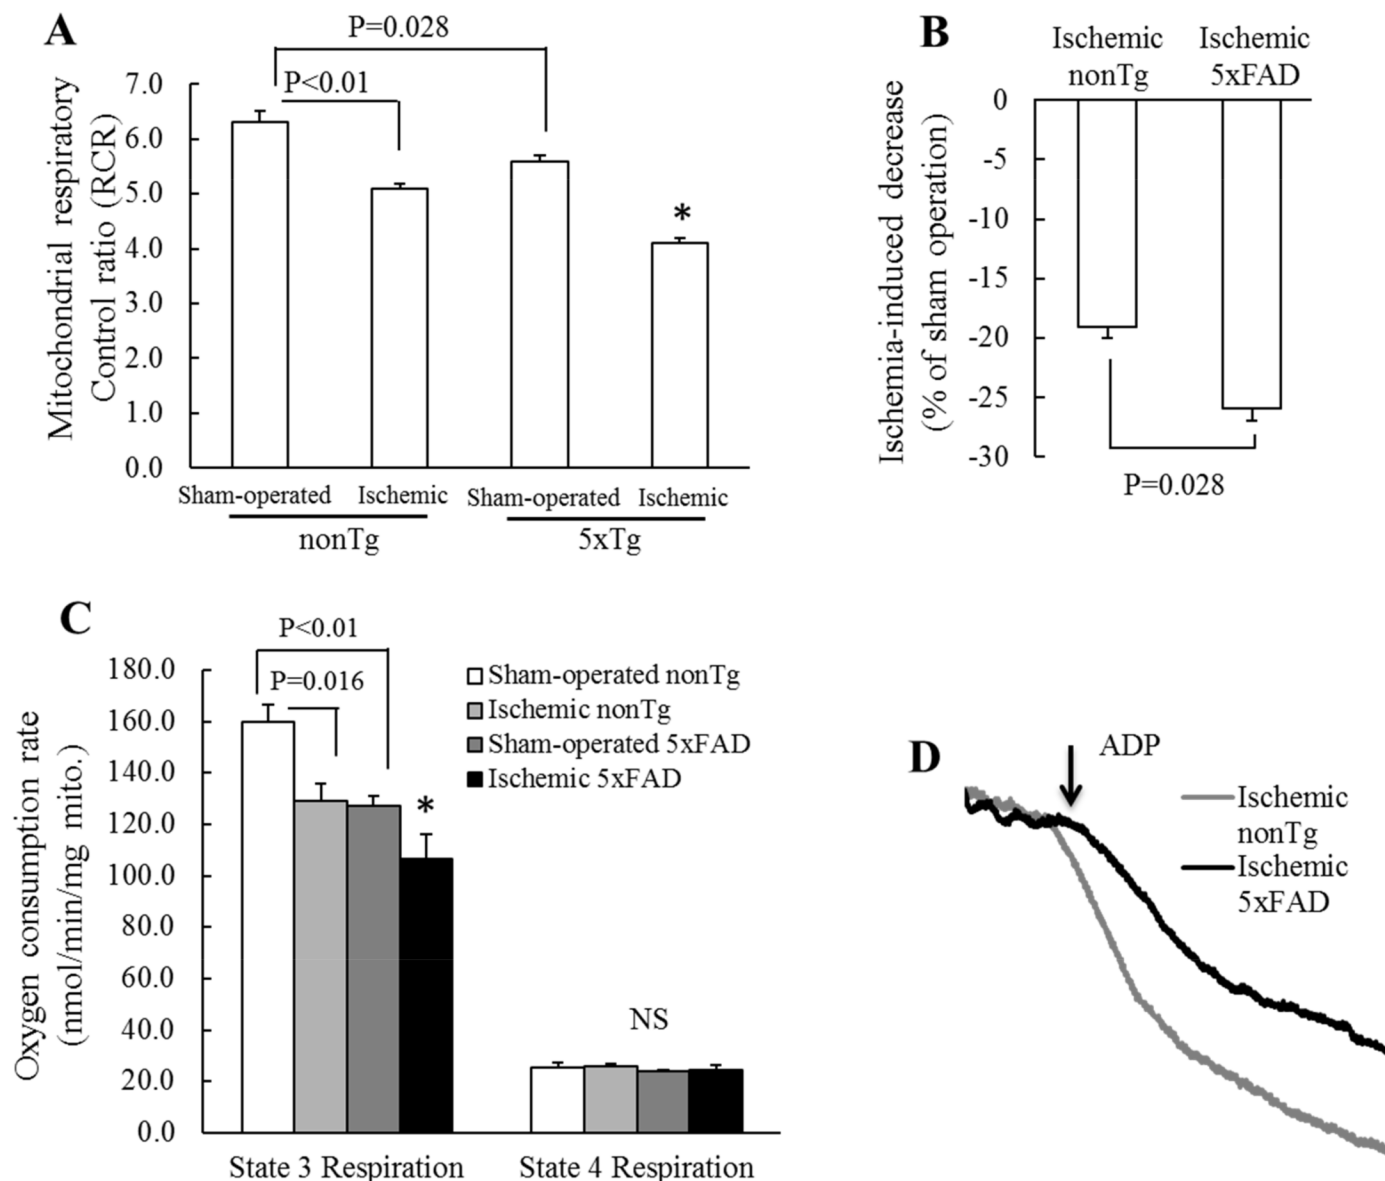 A
P=0.028
P<0.01
Mitochondrial respiratory
Control ratio (RCR)
7.0
6.0
5.0
4.0
3.0
2.0
1.0
0.0
*
Sham-operated Ischemic Sham-operated Ischemic
nonTg 5xTg
B
Ischemic Ischemic
nonTg 5xFAD
Ischemia-induced decrease
(% of sham operation)
0
-5
-10
-15
-20
-25
-30
P=0.028
C
P<0.01
P=0.016
Oxygen consumption rate
(nmol/min/mg mito.)
180.0
160.0
140.0
120.0
100.0
80.0
60.0
40.0
20.0
0.0
Sham-operated nonTg
Ischemic nonTg
Sham-operated 5xFAD
Ischemic 5xFAD
*
NS
State 3 Respiration State 4 Respiration
D
ADP
Ischemic
nonTg
Ischemic
5xFAD